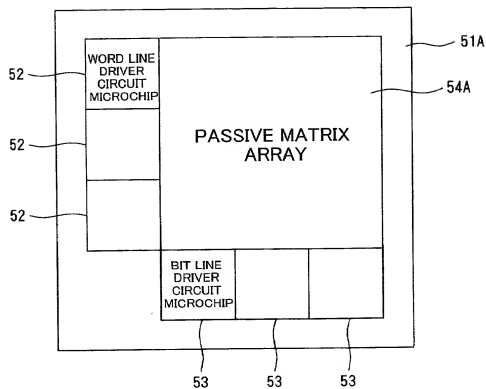 51A
52
WORD LINE
DRIVER
CIRCUIT
MICROCHIP
54A
52
PASSIVE MATRIX
ARRAY
52
BIT LINE
DRIVER
CIRCUIT
MICROCHIP
53
53
53